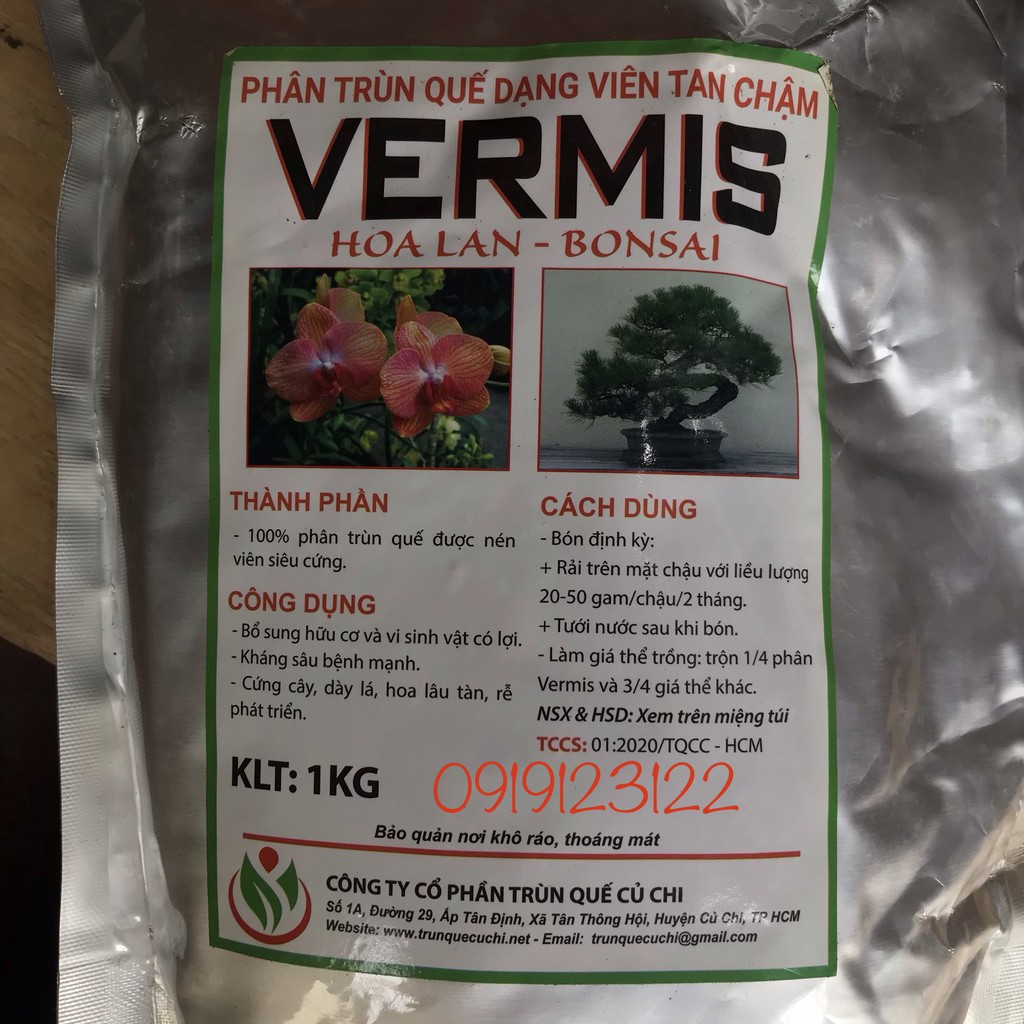 PHÂN TRÙN QUẾ DẠNG VIÊN TAN CHẬM
VERMIS
HOA LAN - BONSAI
THÀNH PHẦN
- 100% phân trùn quế được nén
viên siêu cứng.
CÔNG DỤNG
- Bổ sung hữu cơ và vi sinh vật có lợi.
- Kháng sâu bệnh mạnh.
- Cứng cây, dày lá, hoa lâu tàn, rễ
phát triển.
CÁCH DÙNG
- Bón định kỳ:
+ Rải trên mặt chậu với liều lượng
20-50 gam/chậu/2 tháng.
+ Tưới nước sau khi bón.
- Làm giá thể trồng: trộn 1/4 phân
Vermis và 3/4 giá thể khác.
NSX & HSD: Xem trên miệng túi
TCCS: 01:2020/TQCC - HCM
KLT: 1KG
0919123122
Bảo quản nơi khô ráo, thoáng mát
CÔNG TY CỔ PHẦN TRÙN QUẾ CỦ CHI
Số 1A, Đường 29, Ấp Tân Định, Xã Tân Thông Hội, Huyện Củ Chi, TP HCM
Website: www.trunquecuchi.net - Email: trunquecuchi@gmail.com